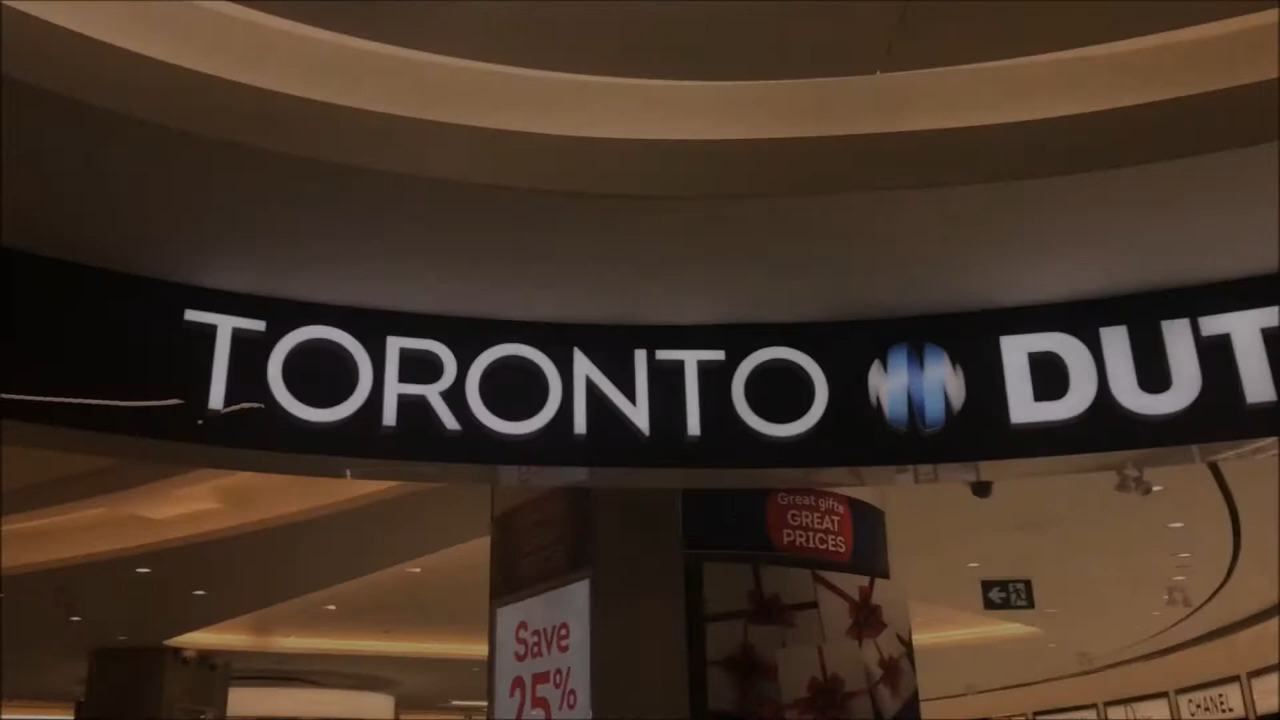 TORONTO DUT
Great gifts
GREAT
PRICES
Save
25%
CHANEL